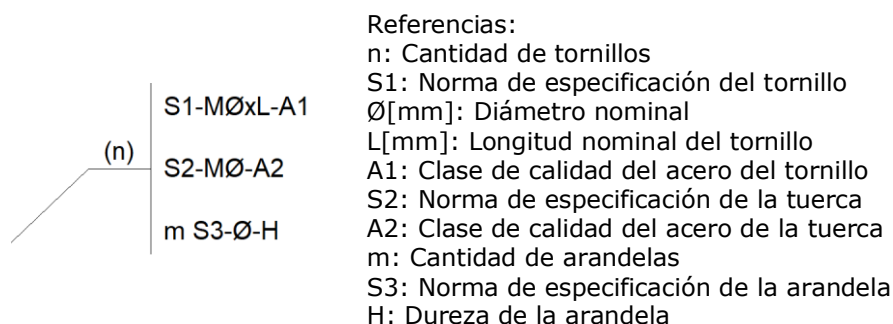 (n)
S1-MØxL-A1
S2-MØ-A2
m S3-Ø-H
Referencias:
n: Cantidad de tornillos
S1: Norma de especificación del tornillo
Ø[mm]: Diámetro nominal
L[mm]: Longitud nominal del tornillo
A1: Clase de calidad del acero del tornillo
S2: Norma de especificación de la tuerca
A2: Clase de calidad del acero de la tuerca
m: Cantidad de arandelas
S3: Norma de especificación de la arandela
H: Dureza de la arandela